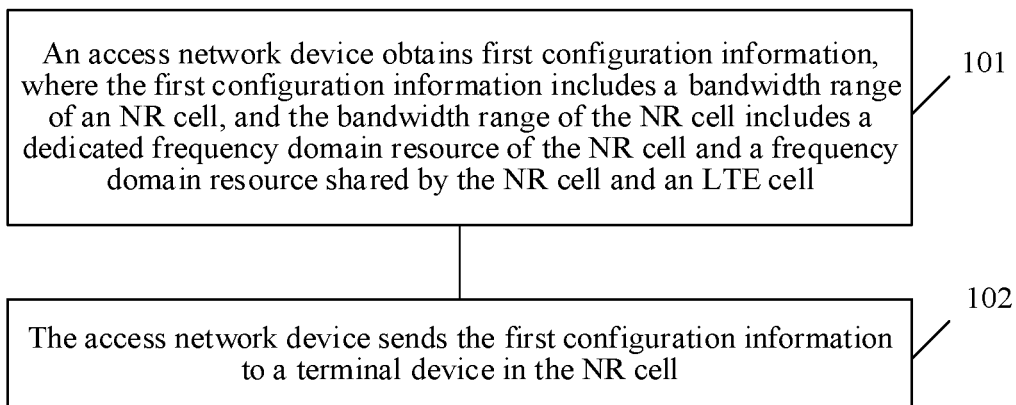 An access network device obtains first configuration information,
where the first configuration information includes a bandwidth range
of an NR cell, and the bandwidth range of the NR cell includes a
dedicated frequency domain resource of the NR cell and a frequency
domain resource shared by the NR cell and an LTE cell
101
The access network device sends the first configuration information
to a terminal device in the NR cell
102